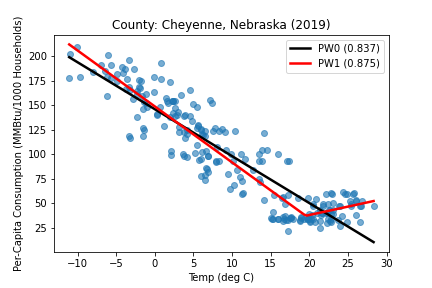 County: Cheyenne, Nebraska (2019)
Per-Capita Consumption (MMBtu/1000 Households)
200
175
150
125
100
75
50
25
PW0 (0.837)
PW1 (0.875)
−10 −5 0 5 10 15 20 25 30
Temp (deg C)